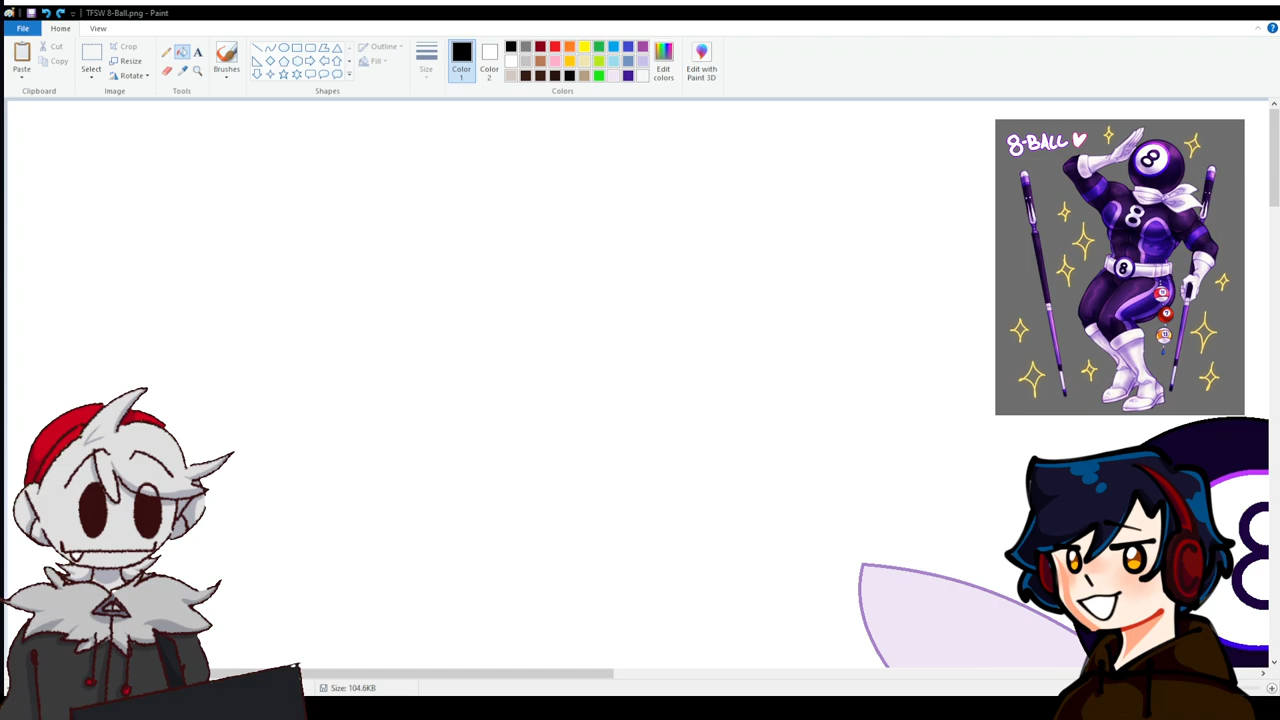 TFSW 8-Ball.png - Paint
File Home View
Paste
Cut
Copy
Clipboard
Select
Crop
Resize
Rotate
Image
A
Tools
Brushes
Outline
Fill
Shapes
Size
Color 1
Color 2
Edit colors
Colors
Edit with Paint 3D
8-BALL
8
8
8
7
8
Size: 104.6KB